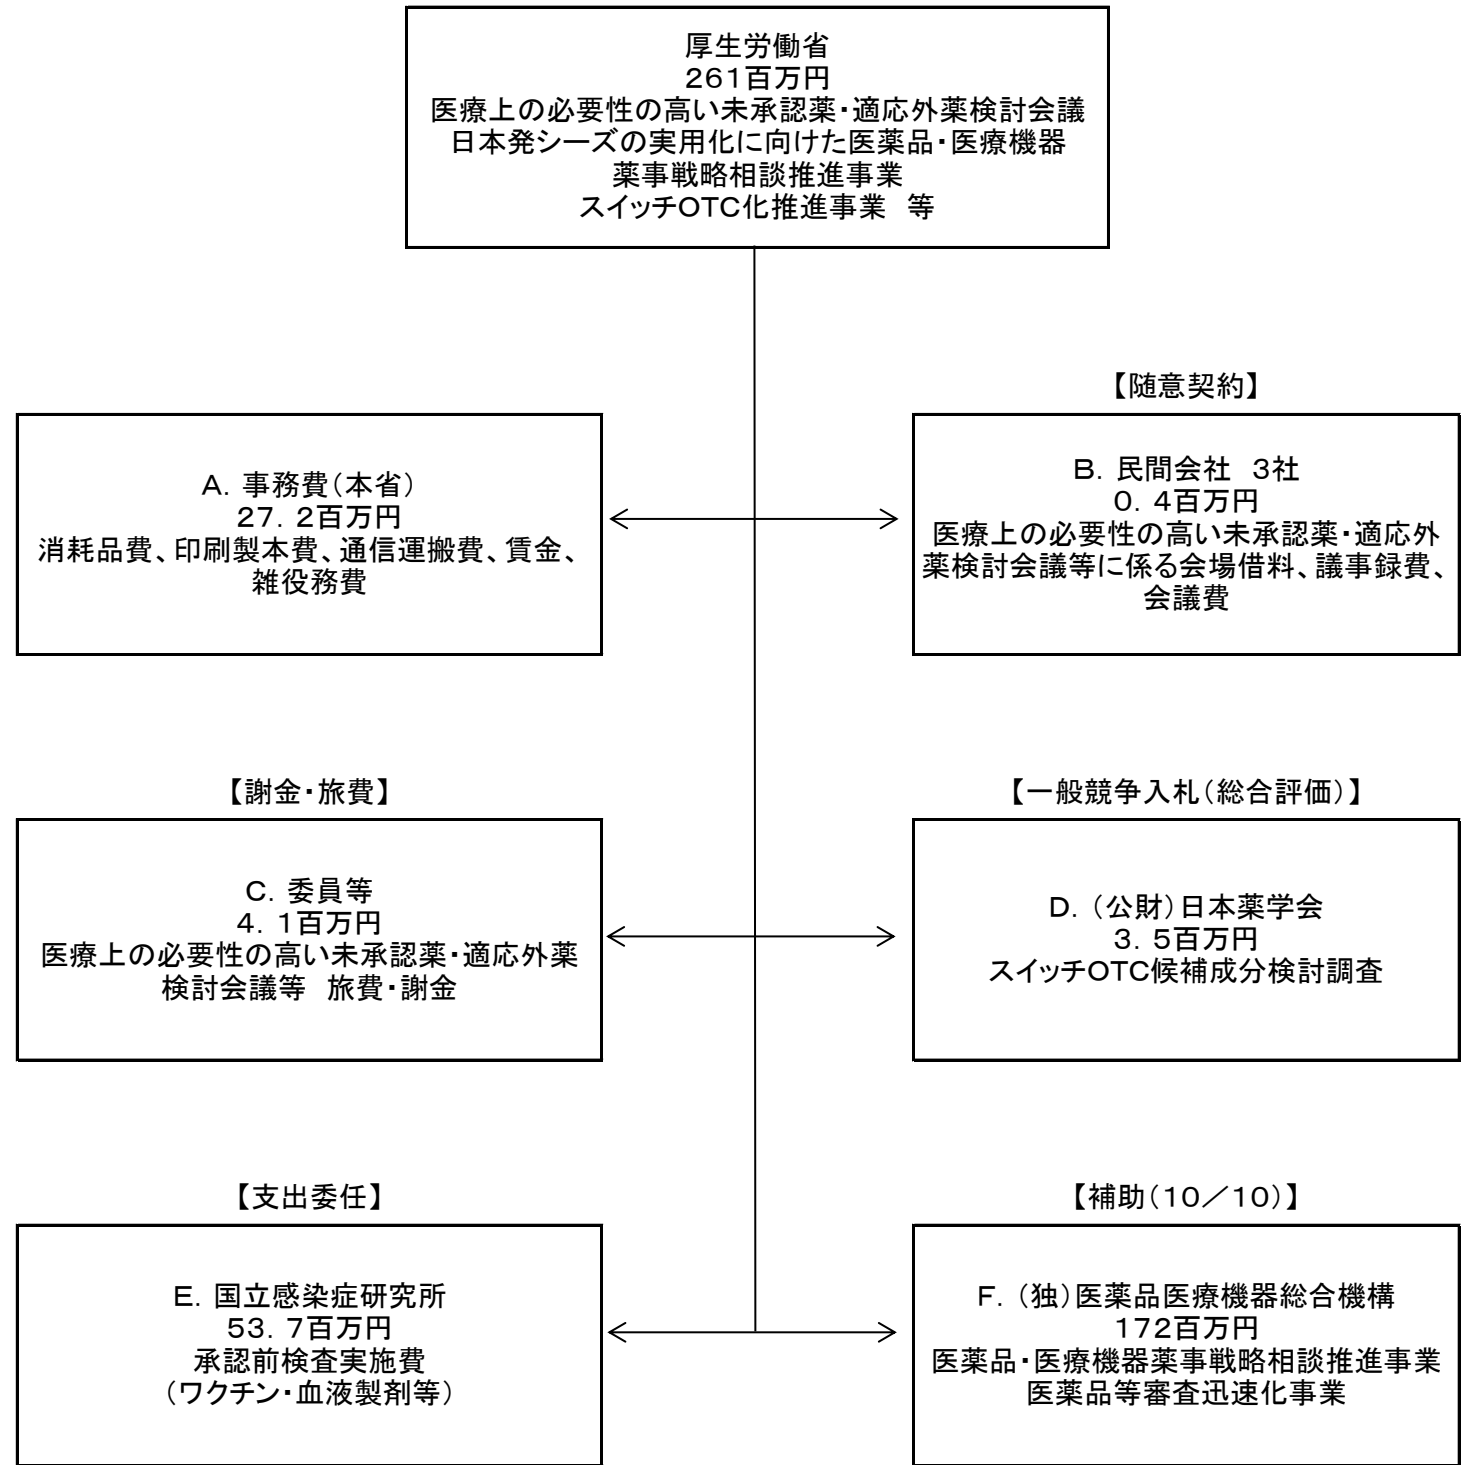 厚生労働省
261百万円
医療上の必要性の高い未承認薬・適応外薬検討会議
日本発シーズの実用化に向けた医薬品・医療機器
薬事戦略相談推進事業
スイッチOTC化推進事業　等
A．事務費（本省）
27．2百万円
消耗品費、印刷製本費、通信運搬費、賃金、
雑役務費
【随意契約】
B．民間会社　3社
0．4百万円
医療上の必要性の高い未承認薬・適応外
薬検討会議等に係る会場借料、議事録費、
会議費
【謝金・旅費】
C．委員等
4．1百万円
医療上の必要性の高い未承認薬・適応外薬
検討会議等　旅費・謝金
【一般競争入札（総合評価）】
D．（公財）日本薬学会
3．5百万円
スイッチOTC候補成分検討調査
【支出委任】
E．国立感染症研究所
53．7百万円
承認前検査実施費
（ワクチン・血液製剤等）
【補助（10／10）】
F．（独）医薬品医療機器総合機構
172百万円
医薬品・医療機器薬事戦略相談推進事業
医薬品等審査迅速化事業